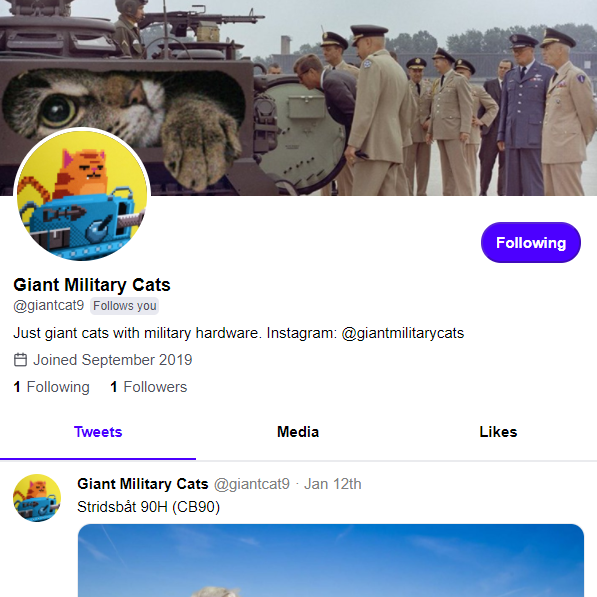 Following
Giant Military Cats
@giantcat9 Follows you
Just giant cats with military hardware. Instagram: @giantmilitarycats
Joined September 2019
1 Following 1 Followers
Tweets Media Likes
Giant Military Cats @giantcat9 · Jan 12th
Stridsbåt 90H (CB90)